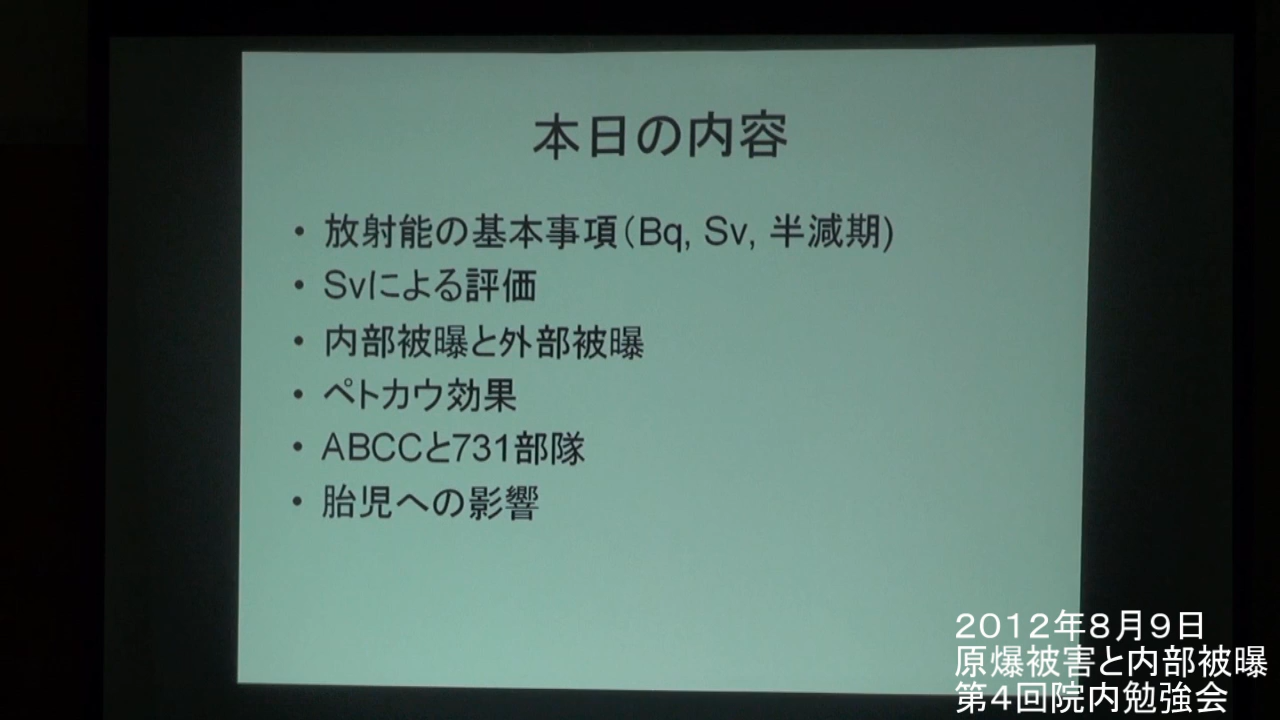 本日の内容
・ 放射能の基本事項(Bq, Sv, 半減期)
・ Svによる評価
・ 内部被曝と外部被曝
・ ペトカウ効果
・ ABCCと731部隊
・ 胎児への影響
2012年8月9日
原爆被害と内部被曝
第4回院内勉強会